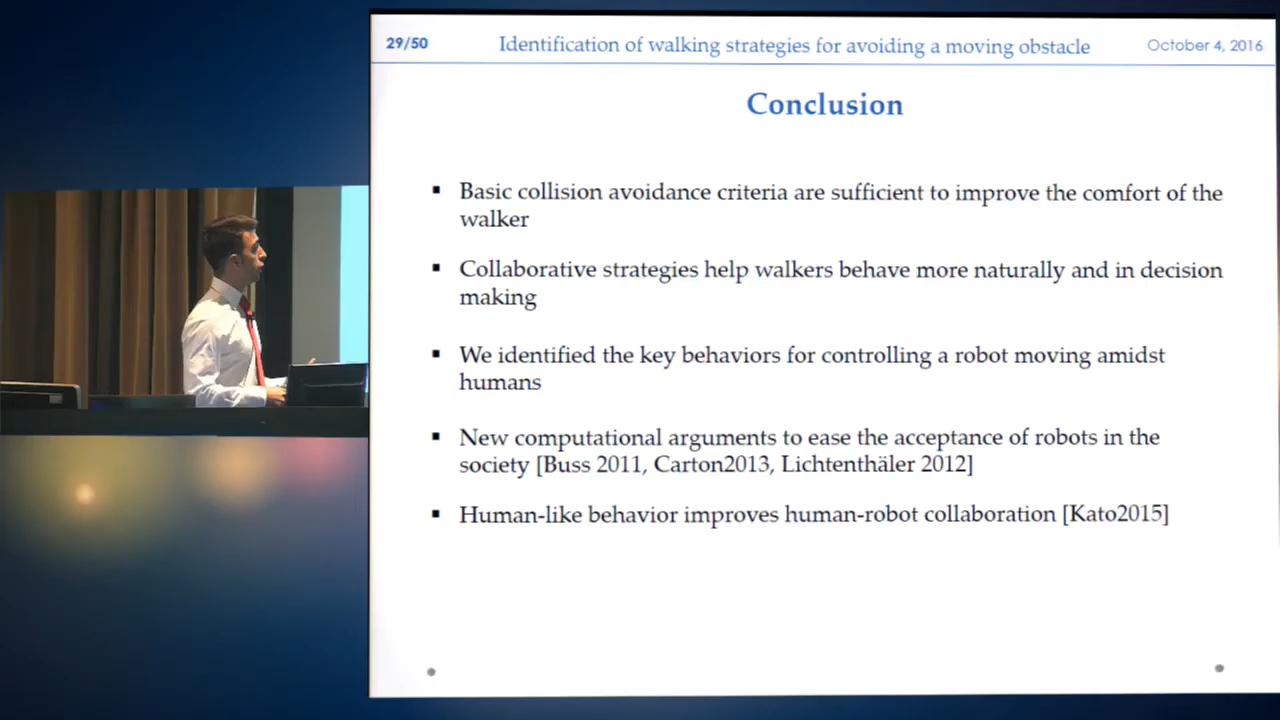 29/50
Identification of walking strategies for avoiding a moving obstacle
October 4, 2016
Conclusion
▪ Basic collision avoidance criteria are sufficient to improve the comfort of the
walker
▪ Collaborative strategies help walkers behave more naturally and in decision
making
▪ We identified the key behaviors for controlling a robot moving amidst
humans
▪ New computational arguments to ease the acceptance of robots in the
society [Buss 2011, Carton2013, Lichtenthäler 2012]
▪ Human-like behavior improves human-robot collaboration [Kato2015]